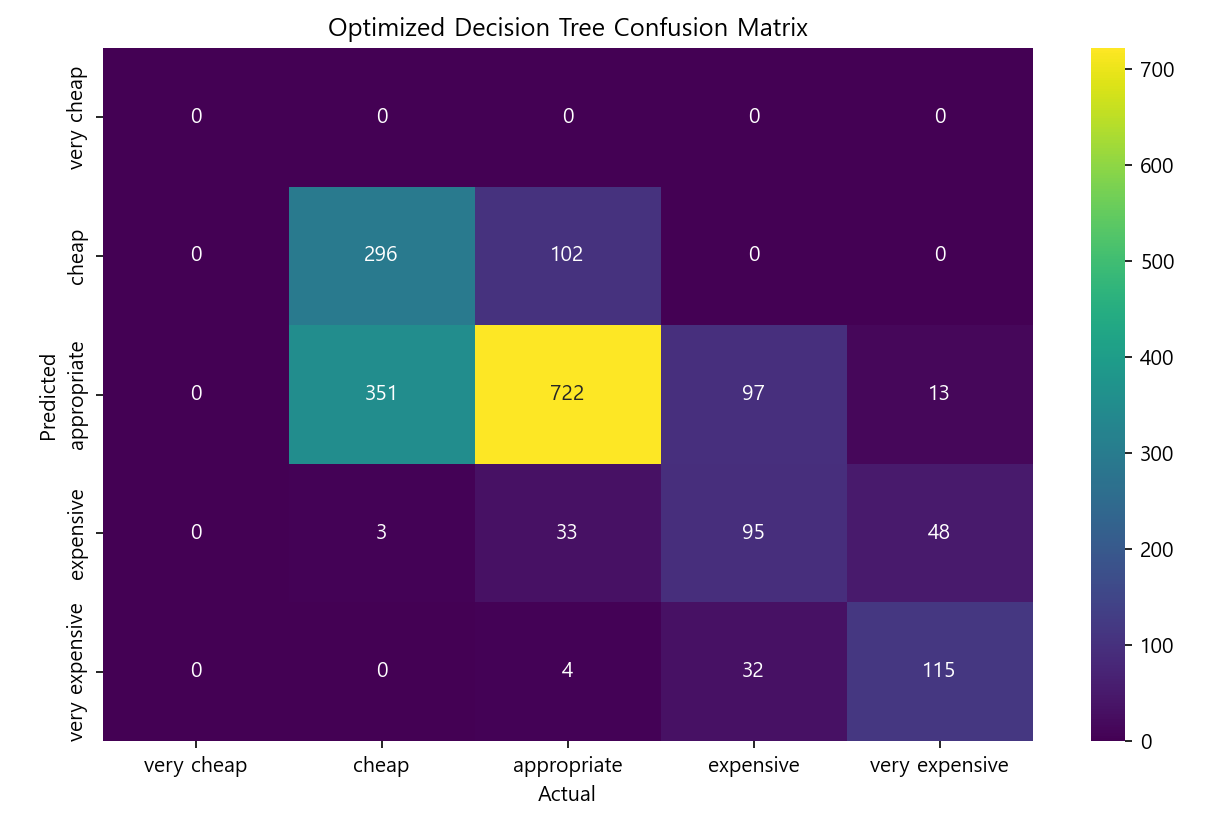 Optimized Decision Tree Confusion Matrix
Predicted
very cheap
0 0 0 0 0
cheap
0 296 102 0 0
appropriate
0 351 722 97 13
expensive
0 3 33 95 48
very expensive
0 0 4 32 115
very cheap cheap appropriate expensive very expensive
Actual
700
600
500
400
300
200
100
0